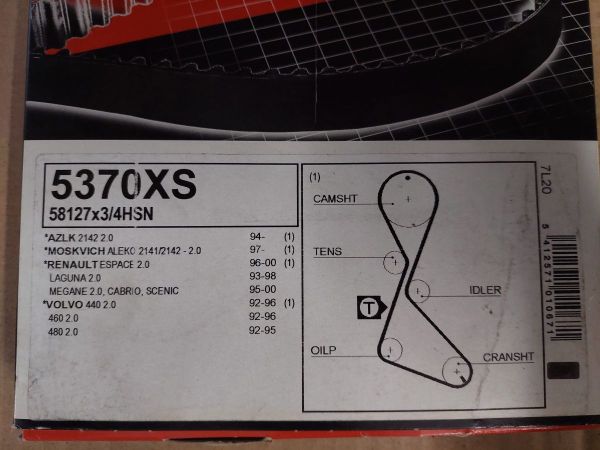 5370XS
58127x3/4HSN
*AZLK 2142 2.0 94- (1)
*MOSKVICH ALEKO 2141/2142 - 2.0 97- (1)
*RENAULT ESPACE 2.0 96-00 (1)
LAGUNA 2.0 93-98
MEGANE 2.0, CABRIO, SCENIC 95-00
*VOLVO 440 2.0 92-96 (1)
460 2.0 92-96
480 2.0 92-95
(1)
CAMSHT
TENS
IDLER
T
OILP
CRANSHT
7L20
5 412571 010671